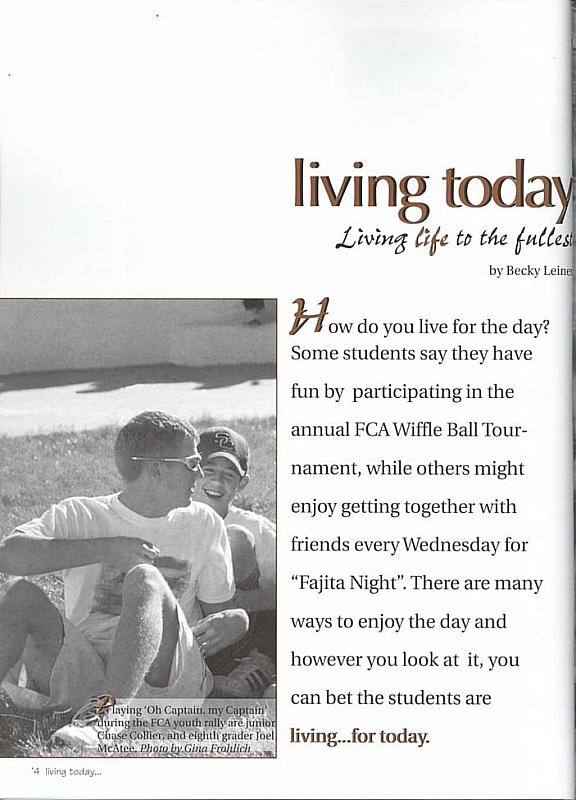 living today
Living life to the fullest
by Becky Leiner
How do you live for the day?
Some students say they have
fun by participating in the
annual FCA Wiffle Ball Tour-
nament, while others might
enjoy getting together with
friends every Wednesday for
“Fajita Night”. There are many
ways to enjoy the day and
however you look at it, you
can bet the students are
living...for today.
Playing 'Oh Captain, my Captain'
during the FCA youth rally are junior
Chase Collier, and eighth grader Joel
McAtee. Photo by Gina Frohlich
'4 living today...